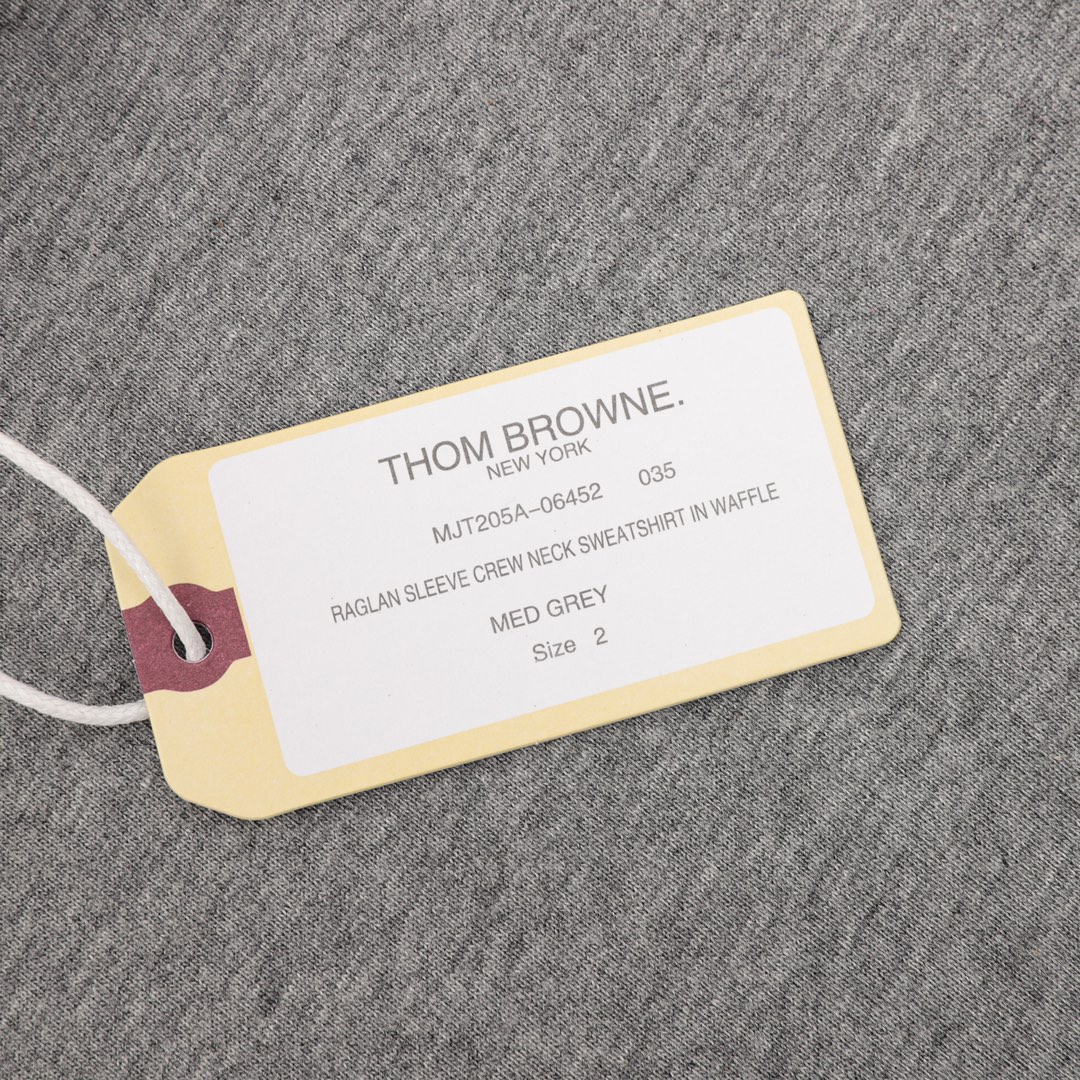 THOM BROWNE.
NEW YORK
MJT205A-06452 035
RAGLAN SLEEVE CREW NECK SWEATSHIRT IN WAFFLE
MED GREY
Size 2